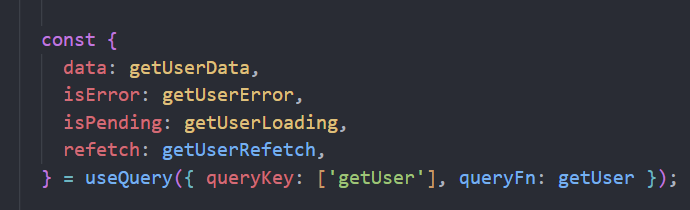 const {
data: getUserData,
isError: getUserError,
isPending: getUserLoading,
refetch: getUserRefetch,
} = useQuery({ queryKey: ['getUser'], queryFn: getUser });